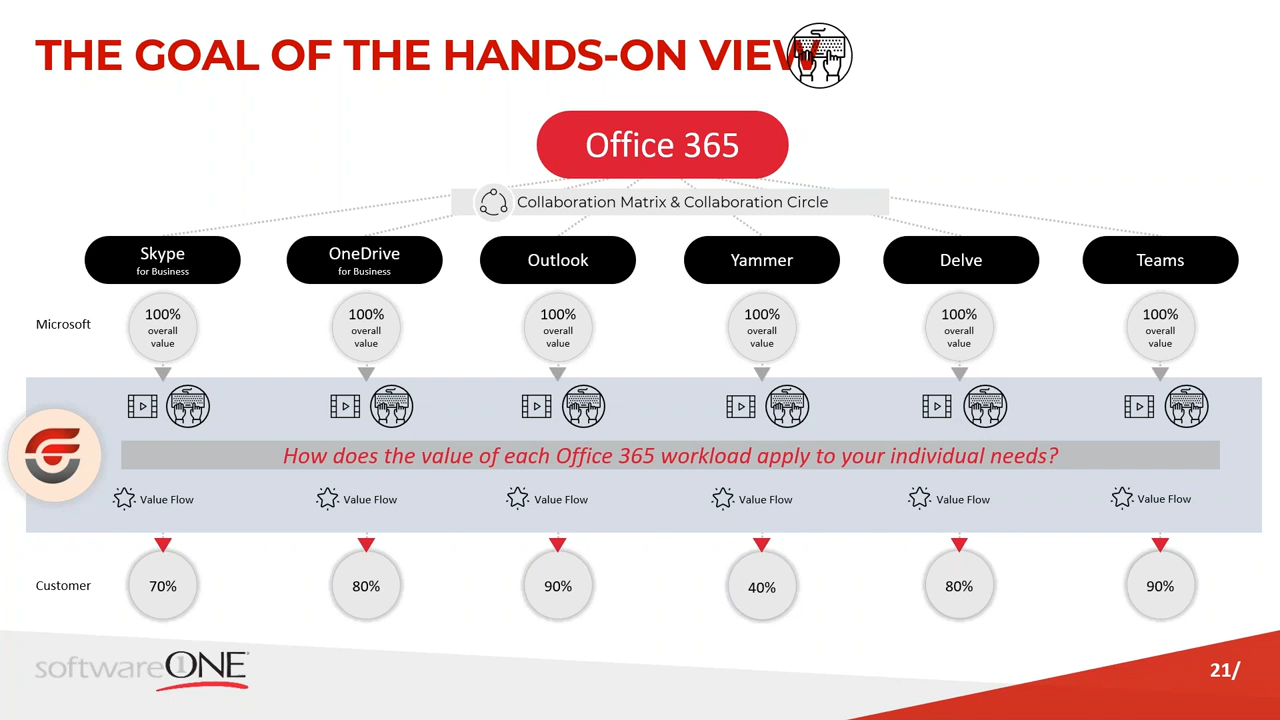 THE GOAL OF THE HANDS-ON VIEW
Office 365
Collaboration Matrix & Collaboration Circle
Skype
for Business
OneDrive
for Business
Outlook
Yammer
Delve
Teams
Microsoft
100%
overall
value
100%
overall
value
100%
overall
value
100%
overall
value
100%
overall
value
100%
overall
value
How does the value of each Office 365 workload apply to your individual needs?
Value Flow
Value Flow
Value Flow
Value Flow
Value Flow
Value Flow
Customer
70%
80%
90%
40%
80%
90%
software1ONE
21/